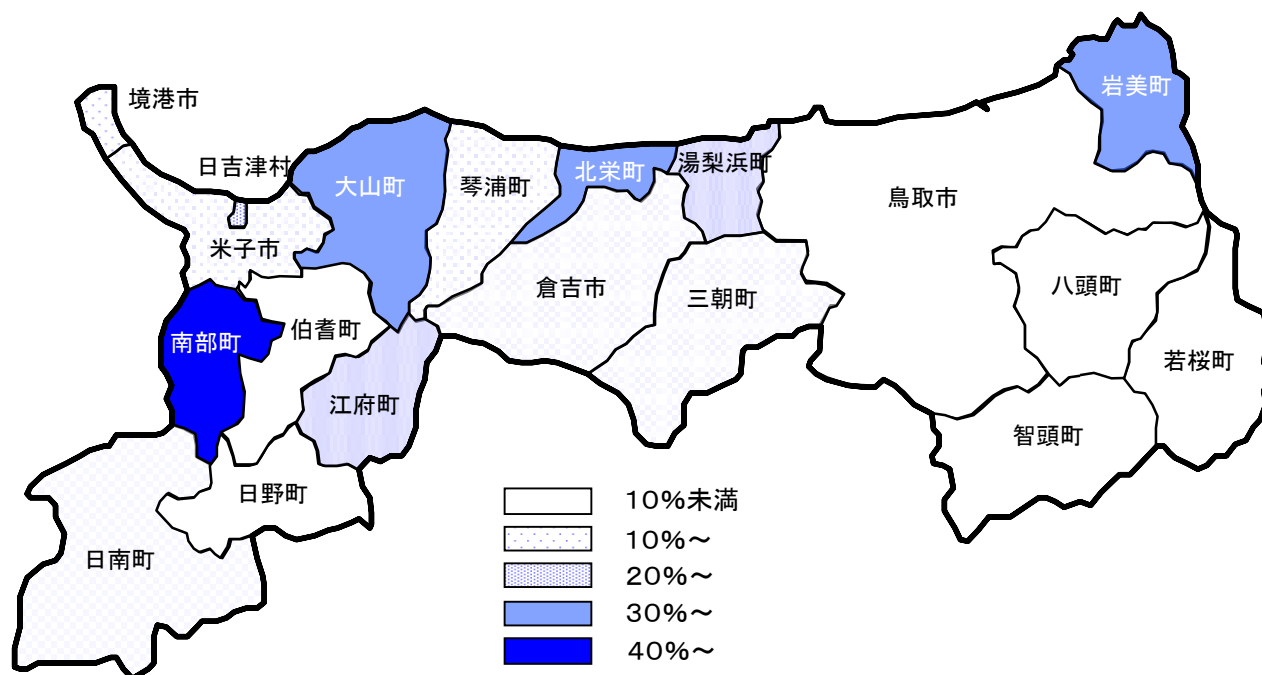 境港市
岩美町
日吉津村
大山町
琴浦町
北栄町
湯梨浜町
鳥取市
米子市
倉吉市
三朝町
八頭町
南部町
伯耆町
若桜町
江府町
智頭町
日野町
日南町
10%未満
10%～
20%～
30%～
40%～